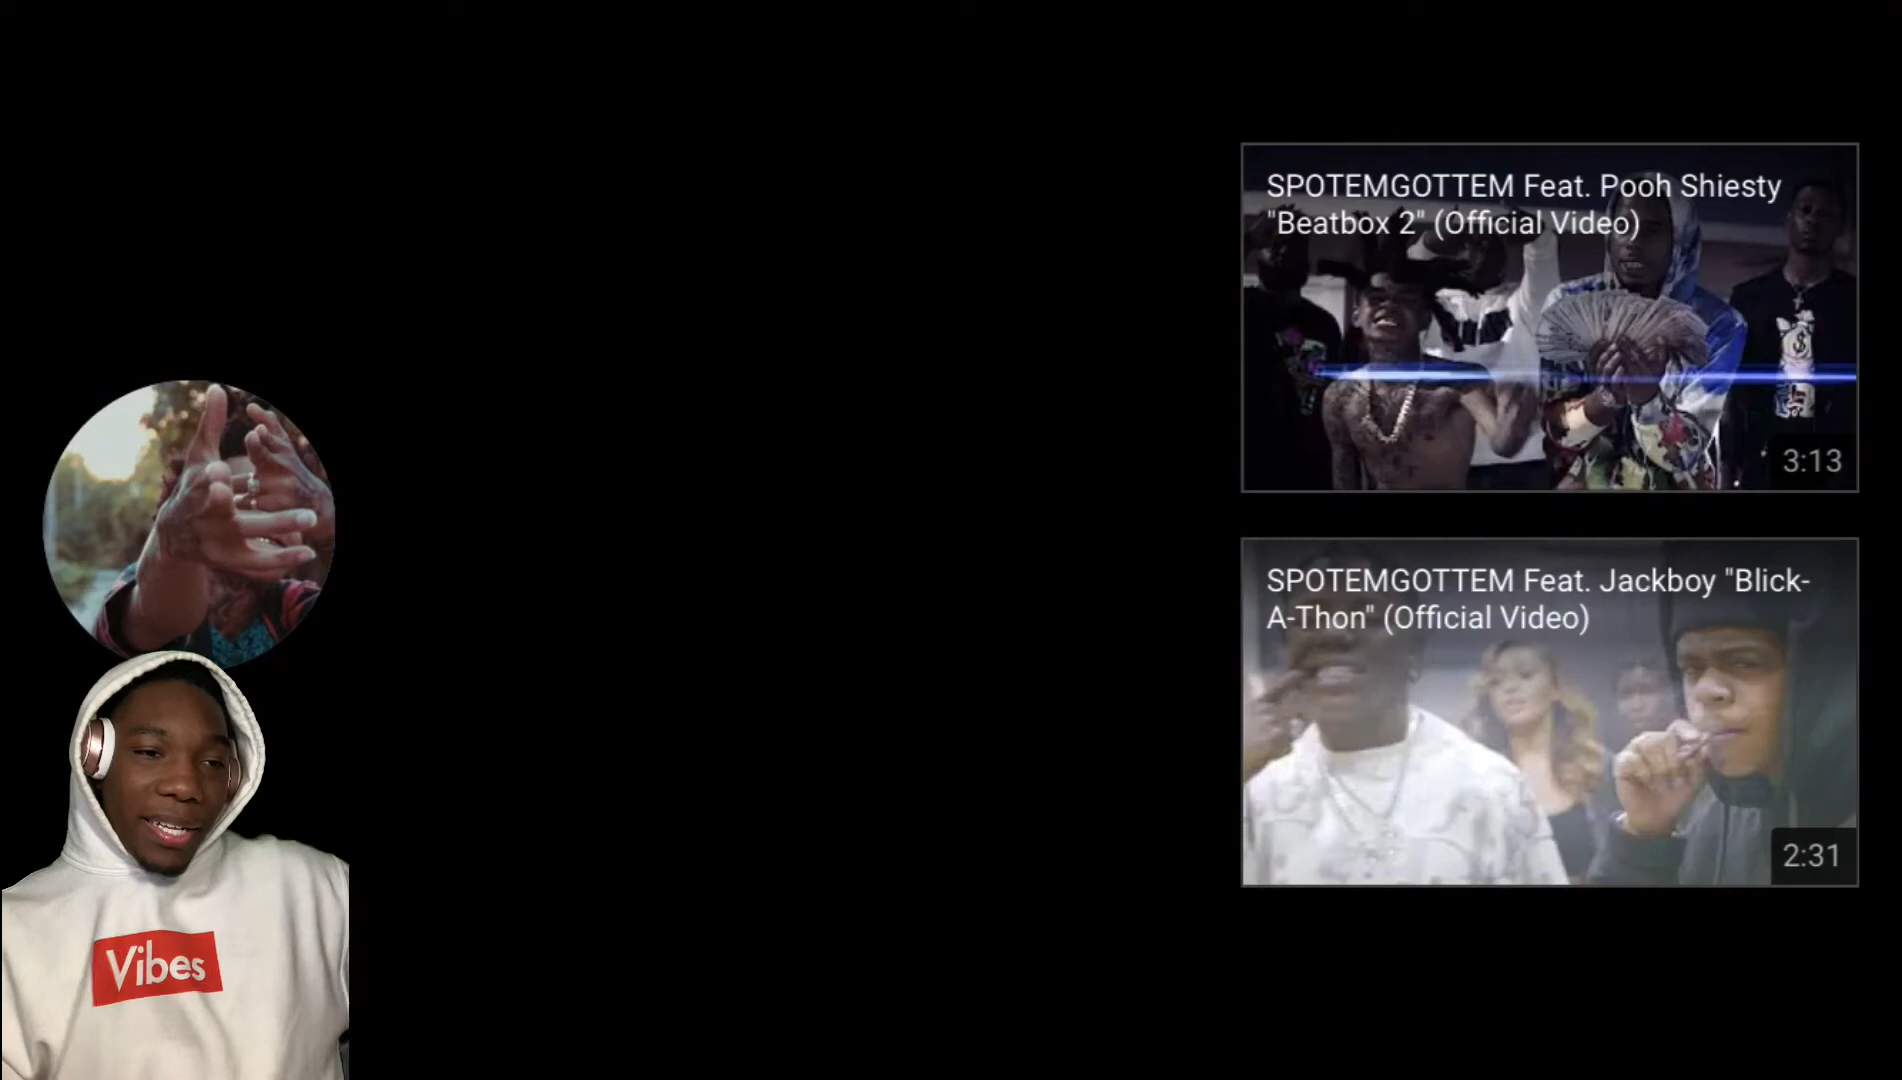 SPOTEMGOTTEM Feat. Pooh Shiesty
"Beatbox 2" (Official Video)
3:13
SPOTEMGOTTEM Feat. Jackboy "Blick-
A-Thon" (Official Video)
2:31
Vibes